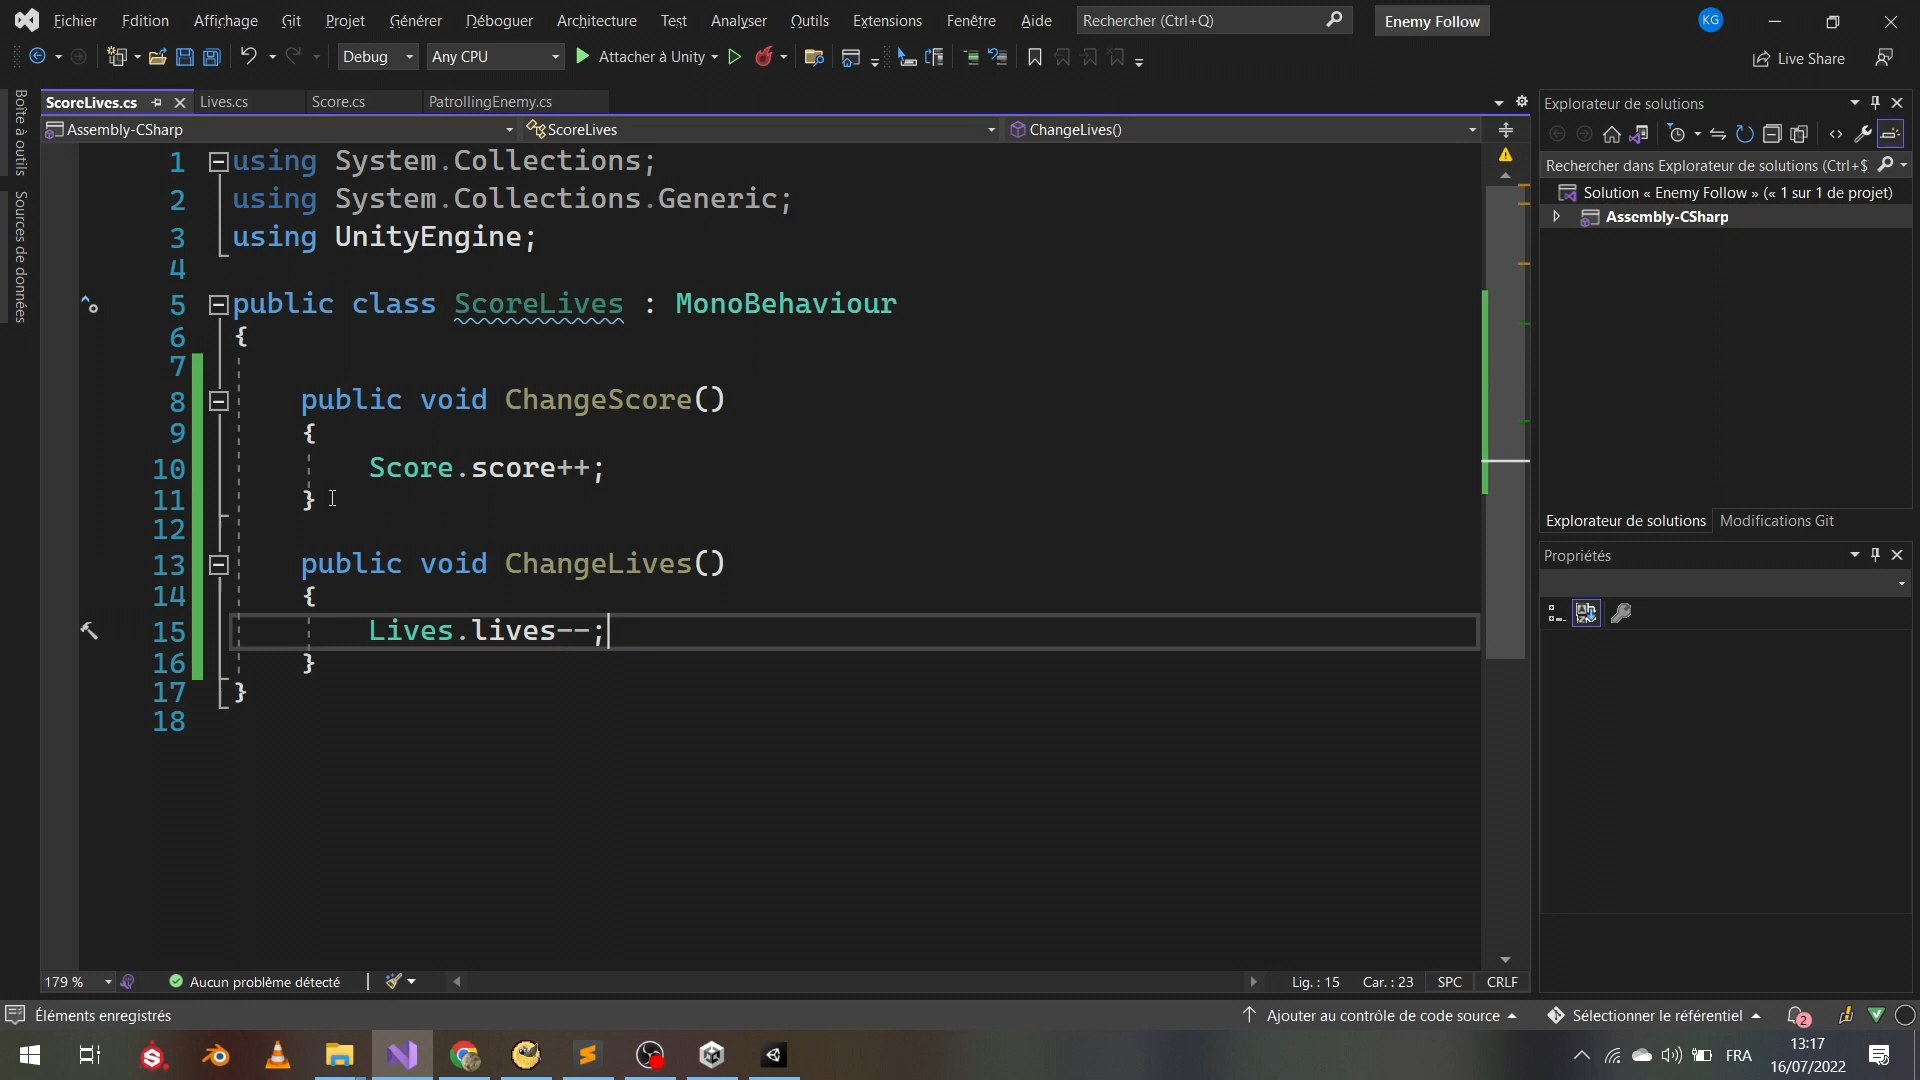 Fichier Edition Affichage Git Projet Générer Déboguer Architecture Test Analyser Outils Extensions Fenêtre Aide Rechercher (Ctrl+Q) Enemy Follow KG
Debug Any CPU Attacher à Unity Live Share
Boîte à outils
Sources de données
ScoreLives.cs Lives.cs Score.cs PatrollingEnemy.cs
Assembly-CSharp ScoreLives ChangeLives()
1 using System.Collections;
2 using System.Collections.Generic;
3 using UnityEngine;
4
5 public class ScoreLives : MonoBehaviour
6 {
7
8 public void ChangeScore()
9 {
10 Score.score++;
11 }
12
13 public void ChangeLives()
14 {
15 Lives.lives--;
16 }
17 }
18
Explorateur de solutions
Rechercher dans Explorateur de solutions (Ctrl+$
Solution « Enemy Follow » (« 1 sur 1 de projet)
Assembly-CSharp
Explorateur de solutions Modifications Git
Propriétés
179 % Aucun problème détecté Lig. : 15 Car. : 23 SPC CRLF
Éléments enregistrés Ajouter au contrôle de code source Sélectionner le référentiel 2
FRA 13:17
16/07/2022